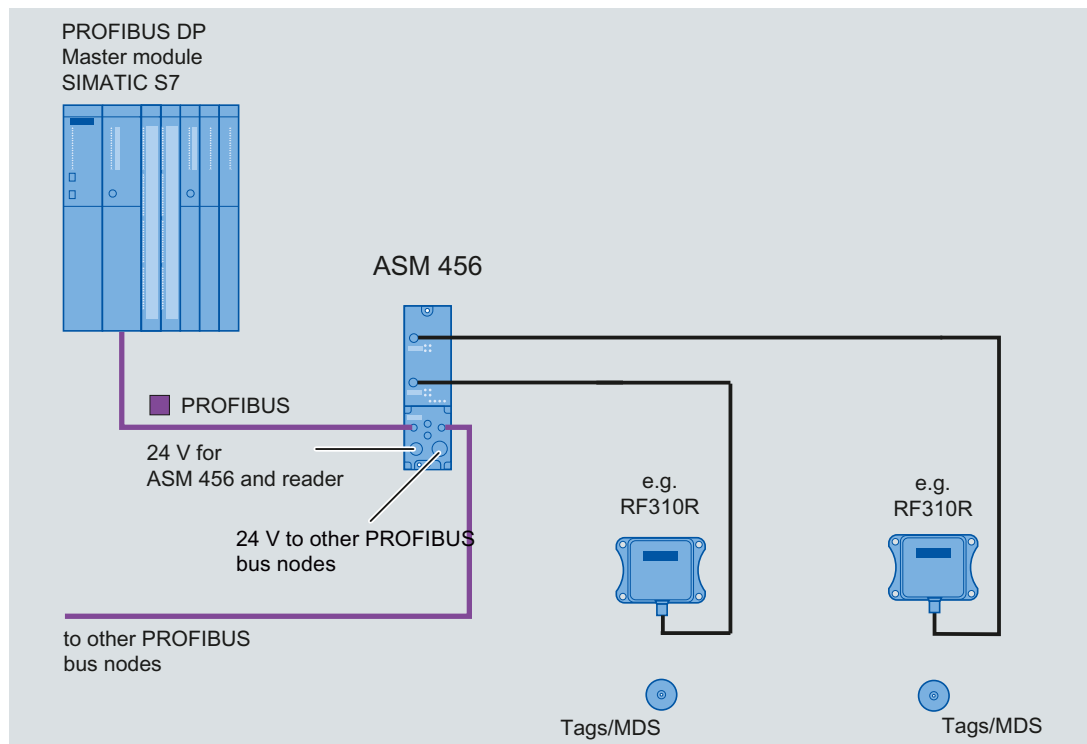 PROFIBUS DP
Master module
SIMATIC S7
ASM 456
PROFIBUS
24 V for
ASM 456 and reader
24 V to other PROFIBUS
bus nodes
to other PROFIBUS
bus nodes
e.g.
RF310R
e.g.
RF310R
Tags/MDS
Tags/MDS